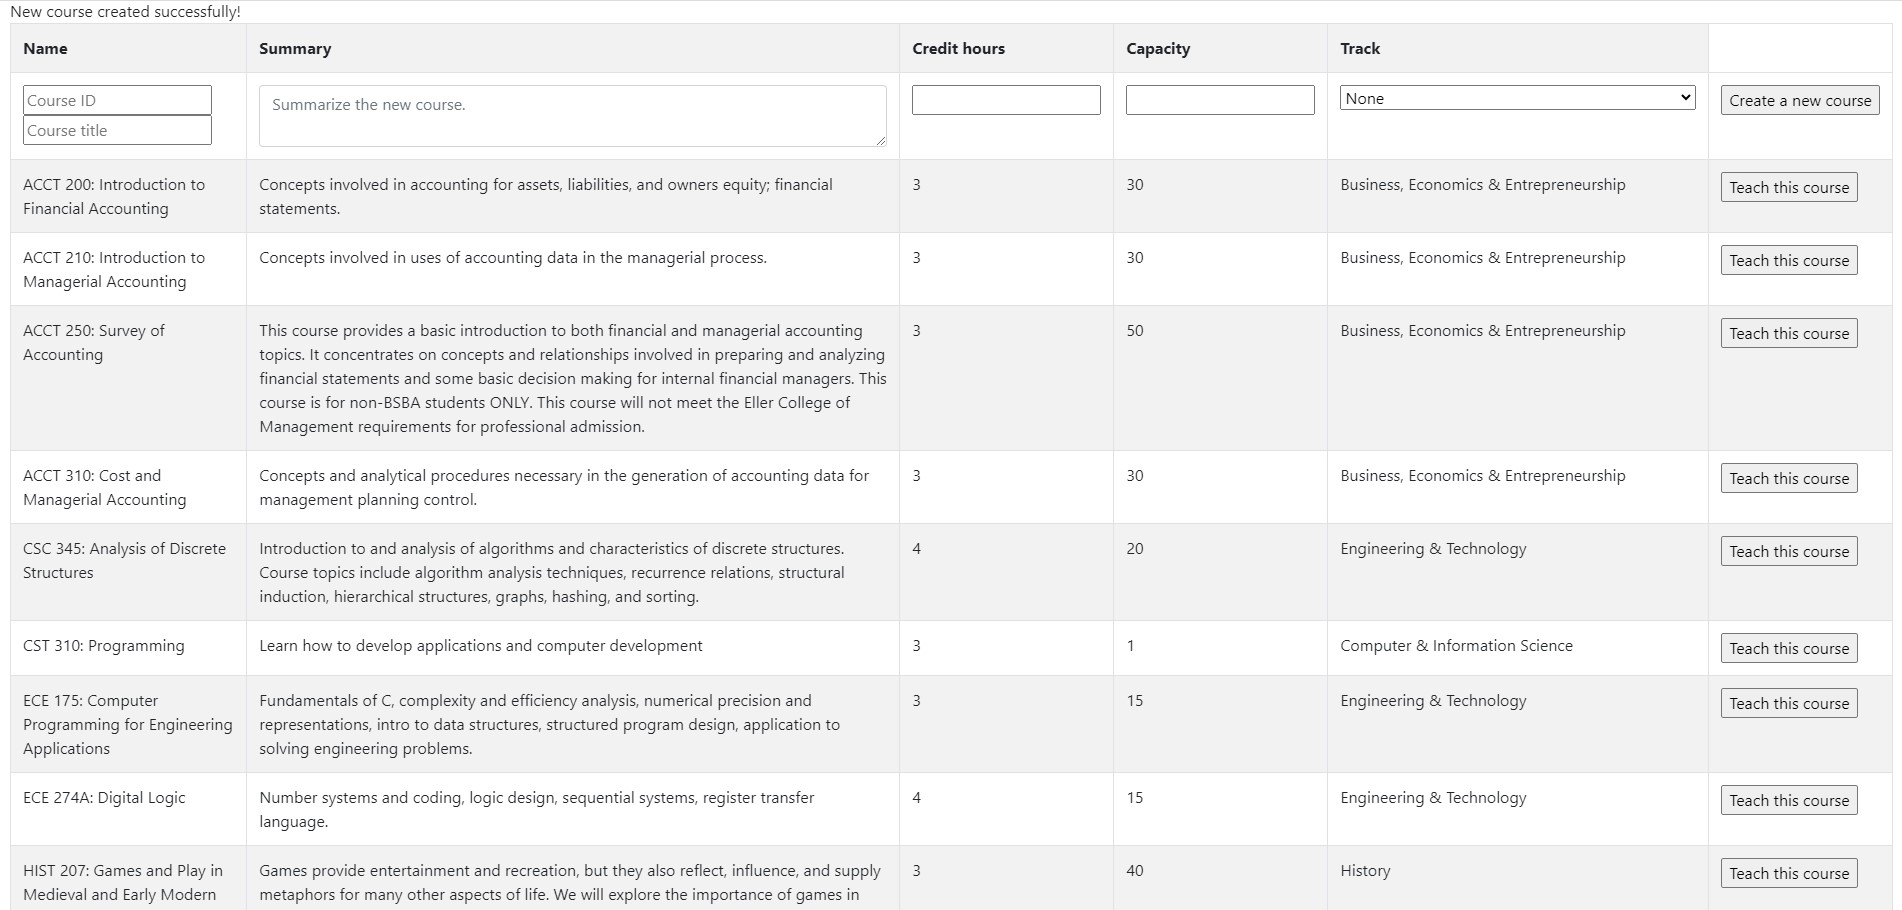 New course created successfully!
Name Summary Credit hours Capacity Track
Course ID
Course title
Summarize the new course.
None
Create a new course
ACCT 200: Introduction to
Financial Accounting
Concepts involved in accounting for assets, liabilities, and owners equity; financial
statements.
3
30
Business, Economics & Entrepreneurship
Teach this course
ACCT 210: Introduction to
Managerial Accounting
Concepts involved in uses of accounting data in the managerial process.
3
30
Business, Economics & Entrepreneurship
Teach this course
ACCT 250: Survey of
Accounting
This course provides a basic introduction to both financial and managerial accounting
topics. It concentrates on concepts and relationships involved in preparing and analyzing
financial statements and some basic decision making for internal financial managers. This
course is for non-BSBA students ONLY. This course will not meet the Eller College of
Management requirements for professional admission.
3
50
Business, Economics & Entrepreneurship
Teach this course
ACCT 310: Cost and
Managerial Accounting
Concepts and analytical procedures necessary in the generation of accounting data for
management planning control.
3
30
Business, Economics & Entrepreneurship
Teach this course
CSC 345: Analysis of Discrete
Structures
Introduction to and analysis of algorithms and characteristics of discrete structures.
Course topics include algorithm analysis techniques, recurrence relations, structural
induction, hierarchical structures, graphs, hashing, and sorting.
4
20
Engineering & Technology
Teach this course
CST 310: Programming
Learn how to develop applications and computer development
3
1
Computer & Information Science
Teach this course
ECE 175: Computer
Programming for Engineering
Applications
Fundamentals of C, complexity and efficiency analysis, numerical precision and
representations, intro to data structures, structured program design, application to
solving engineering problems.
3
15
Engineering & Technology
Teach this course
ECE 274A: Digital Logic
Number systems and coding, logic design, sequential systems, register transfer
language.
4
15
Engineering & Technology
Teach this course
HIST 207: Games and Play in
Medieval and Early Modern
Games provide entertainment and recreation, but they also reflect, influence, and supply
metaphors for many other aspects of life. We will explore the importance of games in
3
40
History
Teach this course